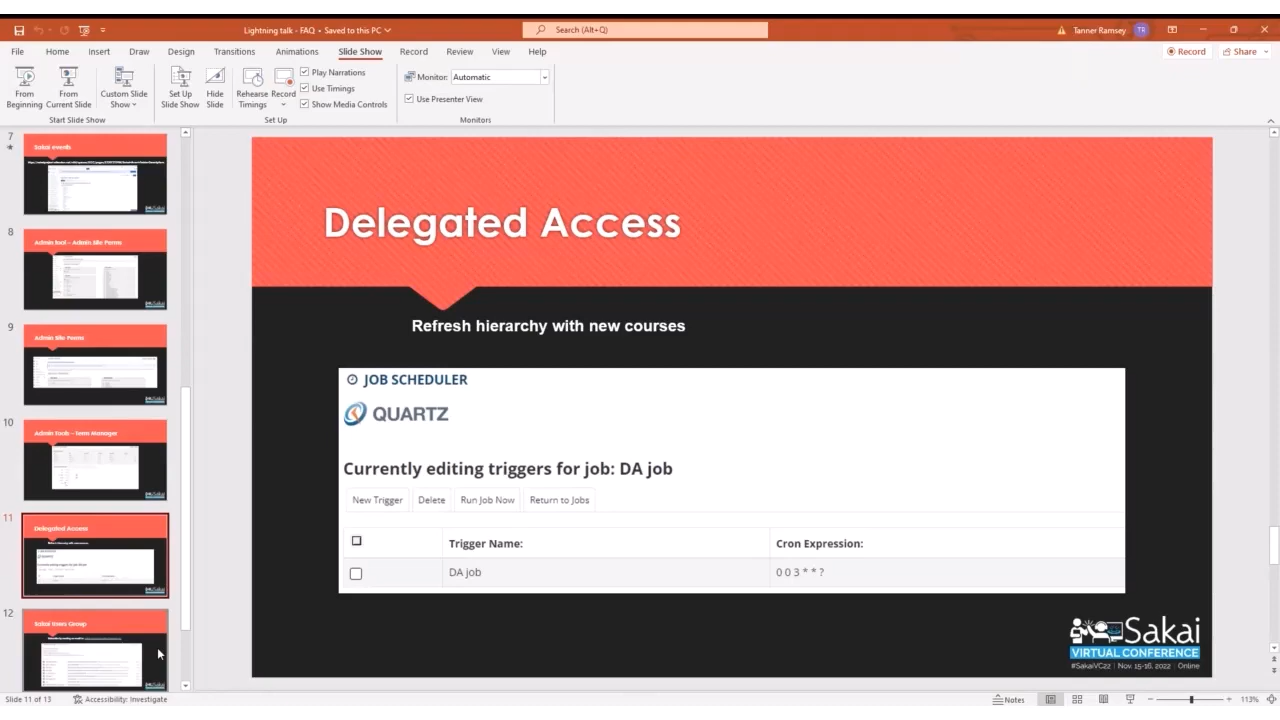 Lightning talk - FAQ • Saved to this PC
Search (Alt+Q)
Tanner Ramsey
TR
File Home Insert Draw Design Transitions Animations Slide Show Record Review View Help
Record
Share
From Beginning
From Current Slide
Custom Slide Show
Set Up Slide Show
Hide Slide
Rehearse Timings
Record
Play Narrations
Use Timings
Show Media Controls
Monitor: Automatic
Use Presenter View
Start Slide Show
Set Up
Monitors
7
Sakai events
8
Admin tool - Admin Site Perms
9
Admin Site Perms
10
Admin Tools - Term Manager
11
Delegated Access
12
Sakai Users Group
Delegated Access
Refresh hierarchy with new courses
JOB SCHEDULER
QUARTZ
Currently editing triggers for job: DA job
New Trigger Delete Run Job Now Return to Jobs
Trigger Name: Cron Expression:
DA job 0 0 3 * * ?
Sakai
VIRTUAL CONFERENCE
#SakaiVC22 | Nov. 15-16, 2022 | Online
Slide 11 of 13
Accessibility: Investigate
Notes
113%